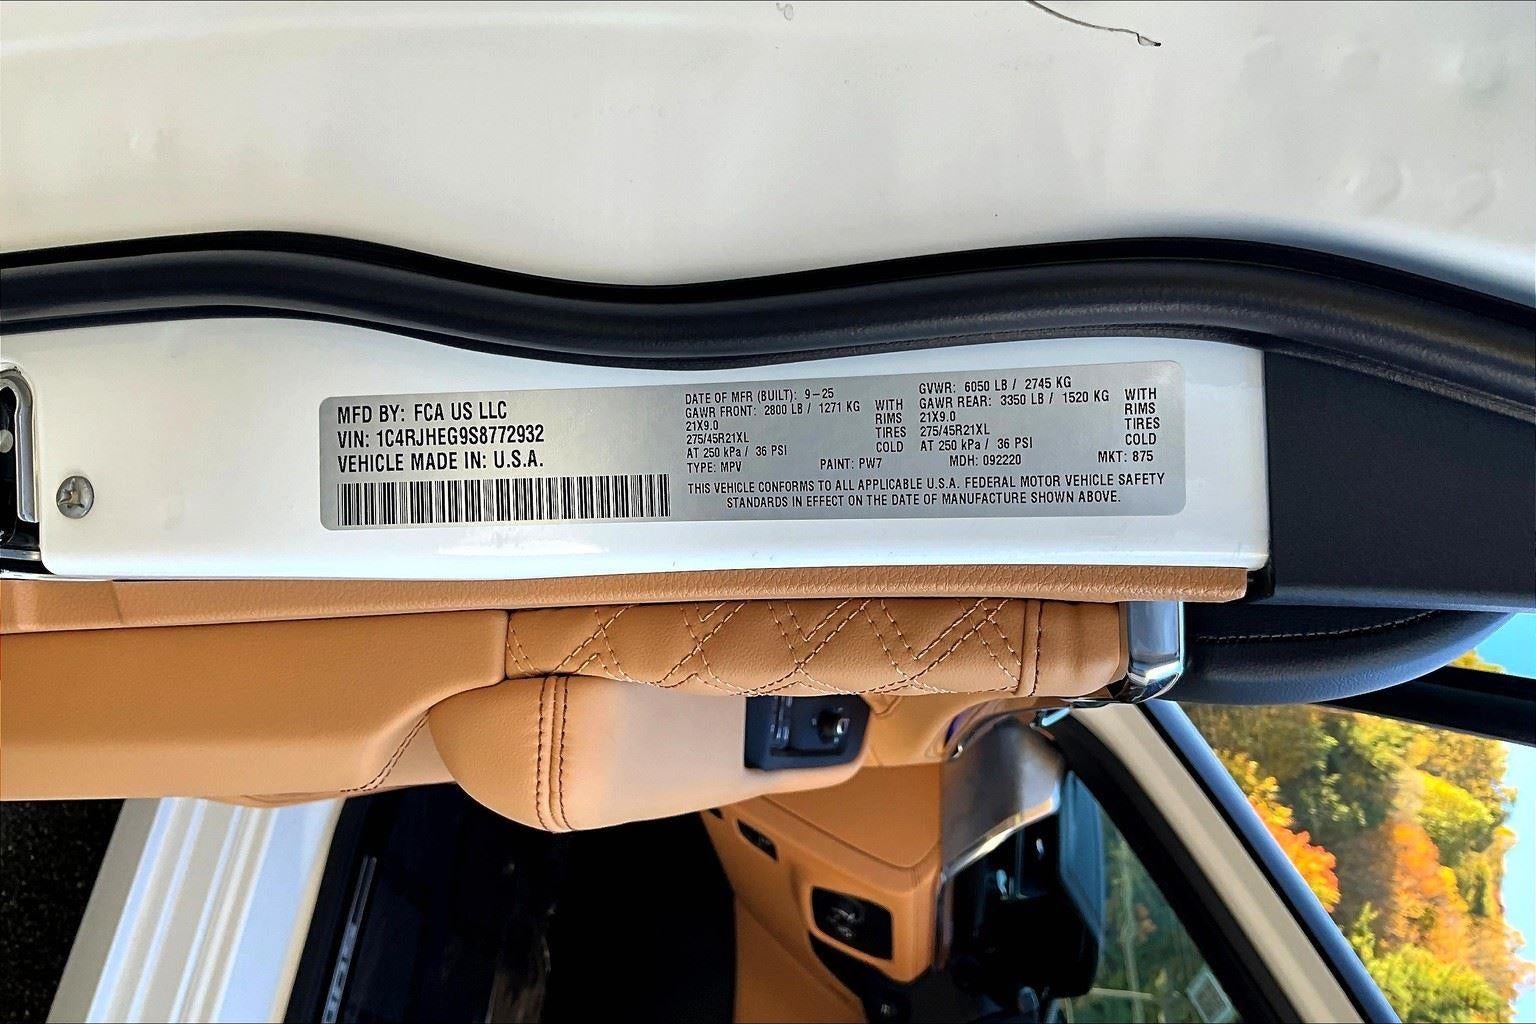 MFD BY: FCA US LLC
VIN: 1C4RJHEG9S8772932
VEHICLE MADE IN: U.S.A.
DATE OF MFR (BUILT): 9-25
GAWR FRONT: 2800 LB / 1271 KG WITH
21X9.0 RIMS
275/45R21XL TIRES
AT 250 kPa / 36 PSI COLD
GVWR: 6050 LB / 2745 KG
GAWR REAR: 3350 LB / 1520 KG WITH
21X9.0 RIMS
275/45R21XL TIRES
AT 250 kPa / 36 PSI COLD
TYPE: MPV PAINT: PW7 MDH: 092220 MKT: 875
THIS VEHICLE CONFORMS TO ALL APPLICABLE U.S.A. FEDERAL MOTOR VEHICLE SAFETY
STANDARDS IN EFFECT ON THE DATE OF MANUFACTURE SHOWN ABOVE.